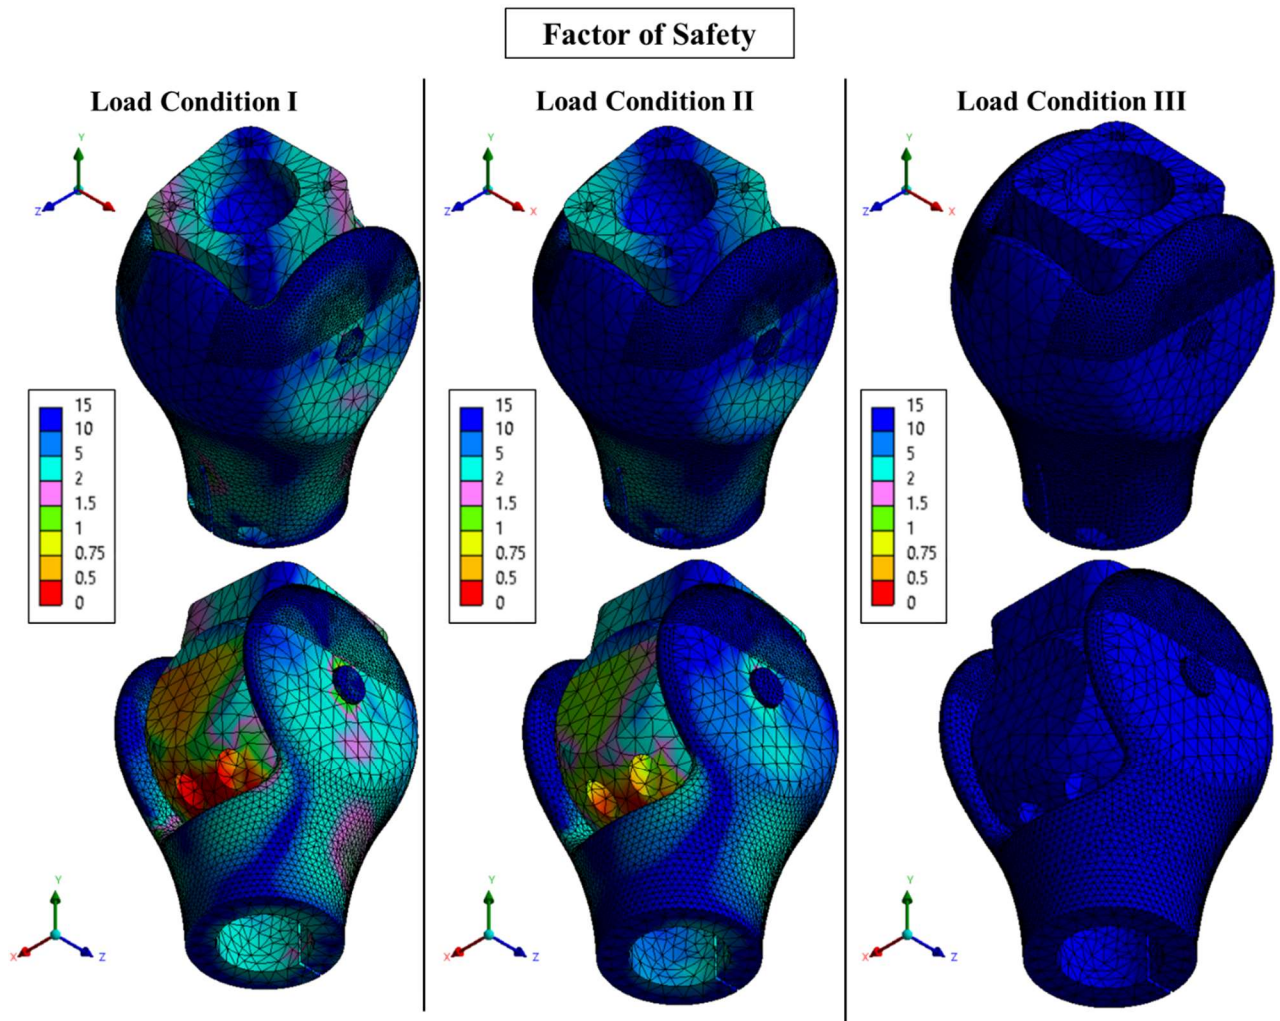 Factor of Safety
Load Condition I
Load Condition II
Load Condition III
Y
Z
Y
Z
X
Y
Z
X
15
10
5
2
1.5
1
0.75
0.5
0
15
10
5
2
1.5
1
0.75
0.5
0
15
10
5
2
1.5
1
0.75
0.5
0
Y
X
Z
Y
X
Z
Y
X
Z